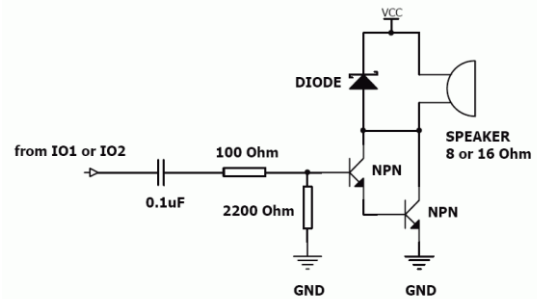 VCC
DIODE
SPEAKER
8 or 16 Ohm
from IO1 or IO2
100 Ohm
NPN
0.1uF
2200 Ohm
NPN
GND
GND